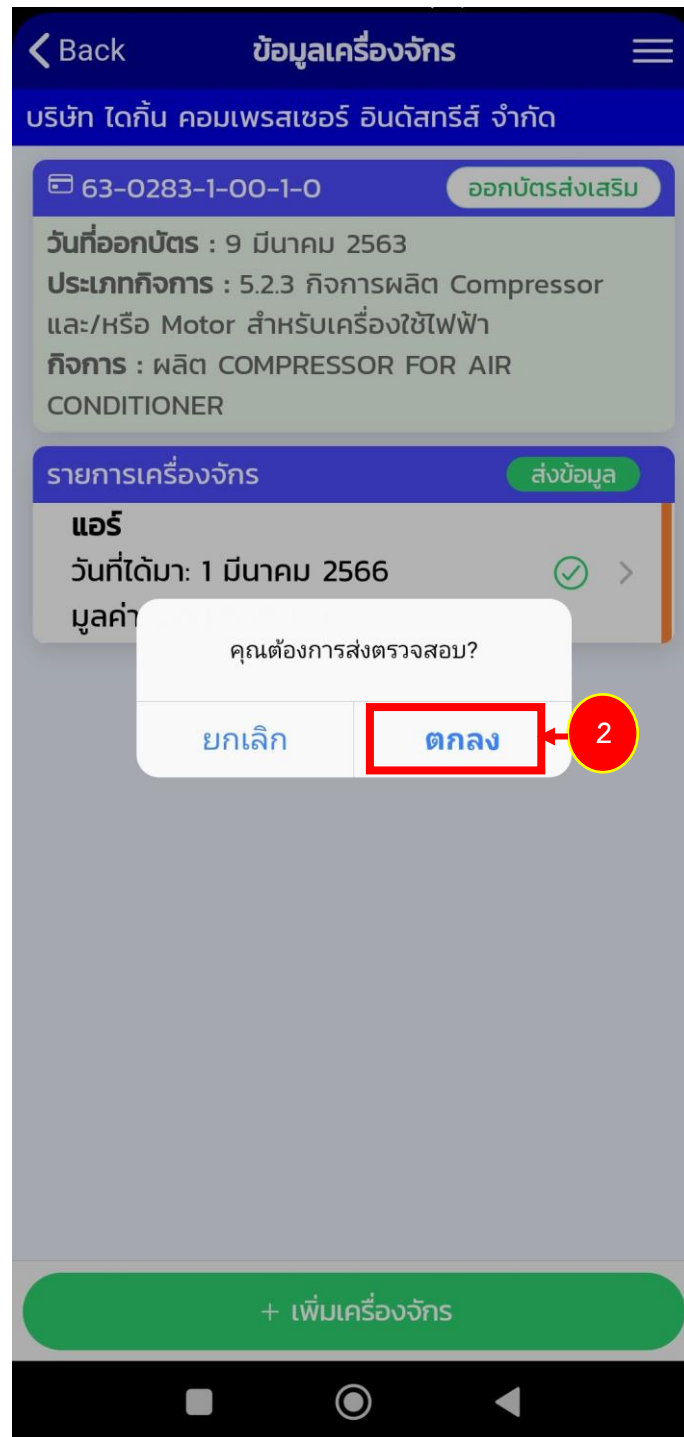 Back
ข้อมูลเครื่องจักร
บริษัท ไดกิ้น คอมเพรสเซอร์ อินดัสทรีส์ จำกัด
63-0283-1-00-1-0
ออกบัตรส่งเสริม
วันที่ออกบัตร : 9 มีนาคม 2563
ประเภทกิจการ : 5.2.3 กิจการผลิต Compressor
และ/หรือ Motor สำหรับเครื่องใช้ไฟฟ้า
กิจการ : ผลิต COMPRESSOR FOR AIR
CONDITIONER
รายการเครื่องจักร
ส่งข้อมูล
แอร์
วันที่ได้มา: 1 มีนาคม 2566
มูลค่า
คุณต้องการส่งตรวจสอบ?
ยกเลิก
ตกลง
2
+ เพิ่มเครื่องจักร